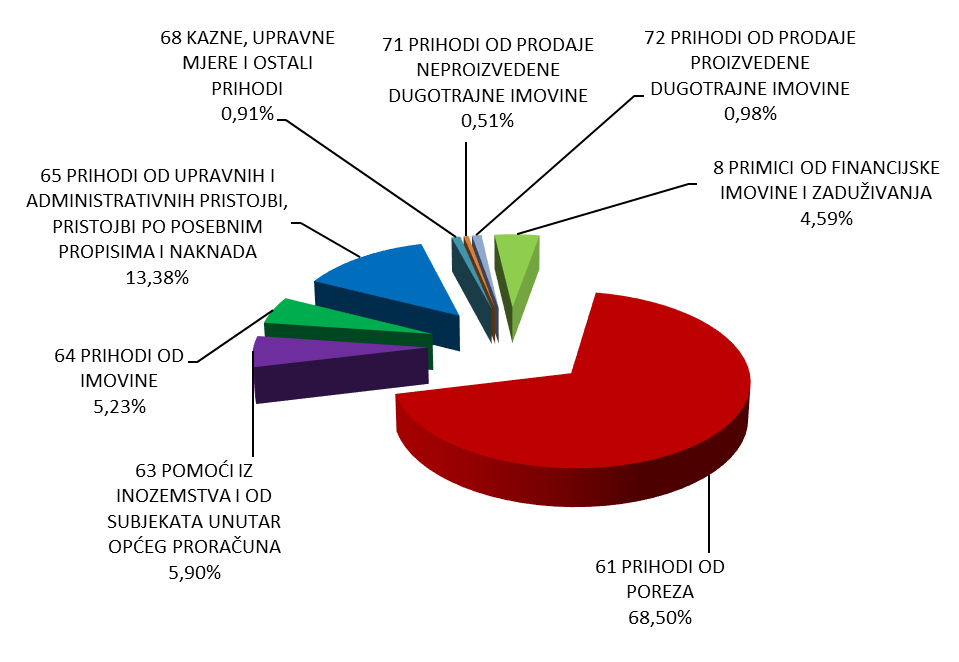 68 KAZNE, UPRAVNE
MJERE I OSTALI
PRIHODI
0,91%
71 PRIHODI OD PRODAJE
NEPROIZVEDENE
DUGOTRAJNE IMOVINE
0,51%
72 PRIHODI OD PRODAJE
PROIZVEDENE
DUGOTRAJNE IMOVINE
0,98%
8 PRIMICI OD FINANCIJSKE
IMOVINE I ZADUŽIVANJA
4,59%
65 PRIHODI OD UPRAVNIH I
ADMINISTRATIVNIH PRISTOJBI,
PRISTOJBI PO POSEBNIM
PROPISIMA I NAKNADA
13,38%
64 PRIHODI OD
IMOVINE
5,23%
63 POMOĆI IZ
INOZEMSTVA I OD
SUBJEKATA UNUTAR
OPĆEG PRORAČUNA
5,90%
61 PRIHODI OD
POREZA
68,50%